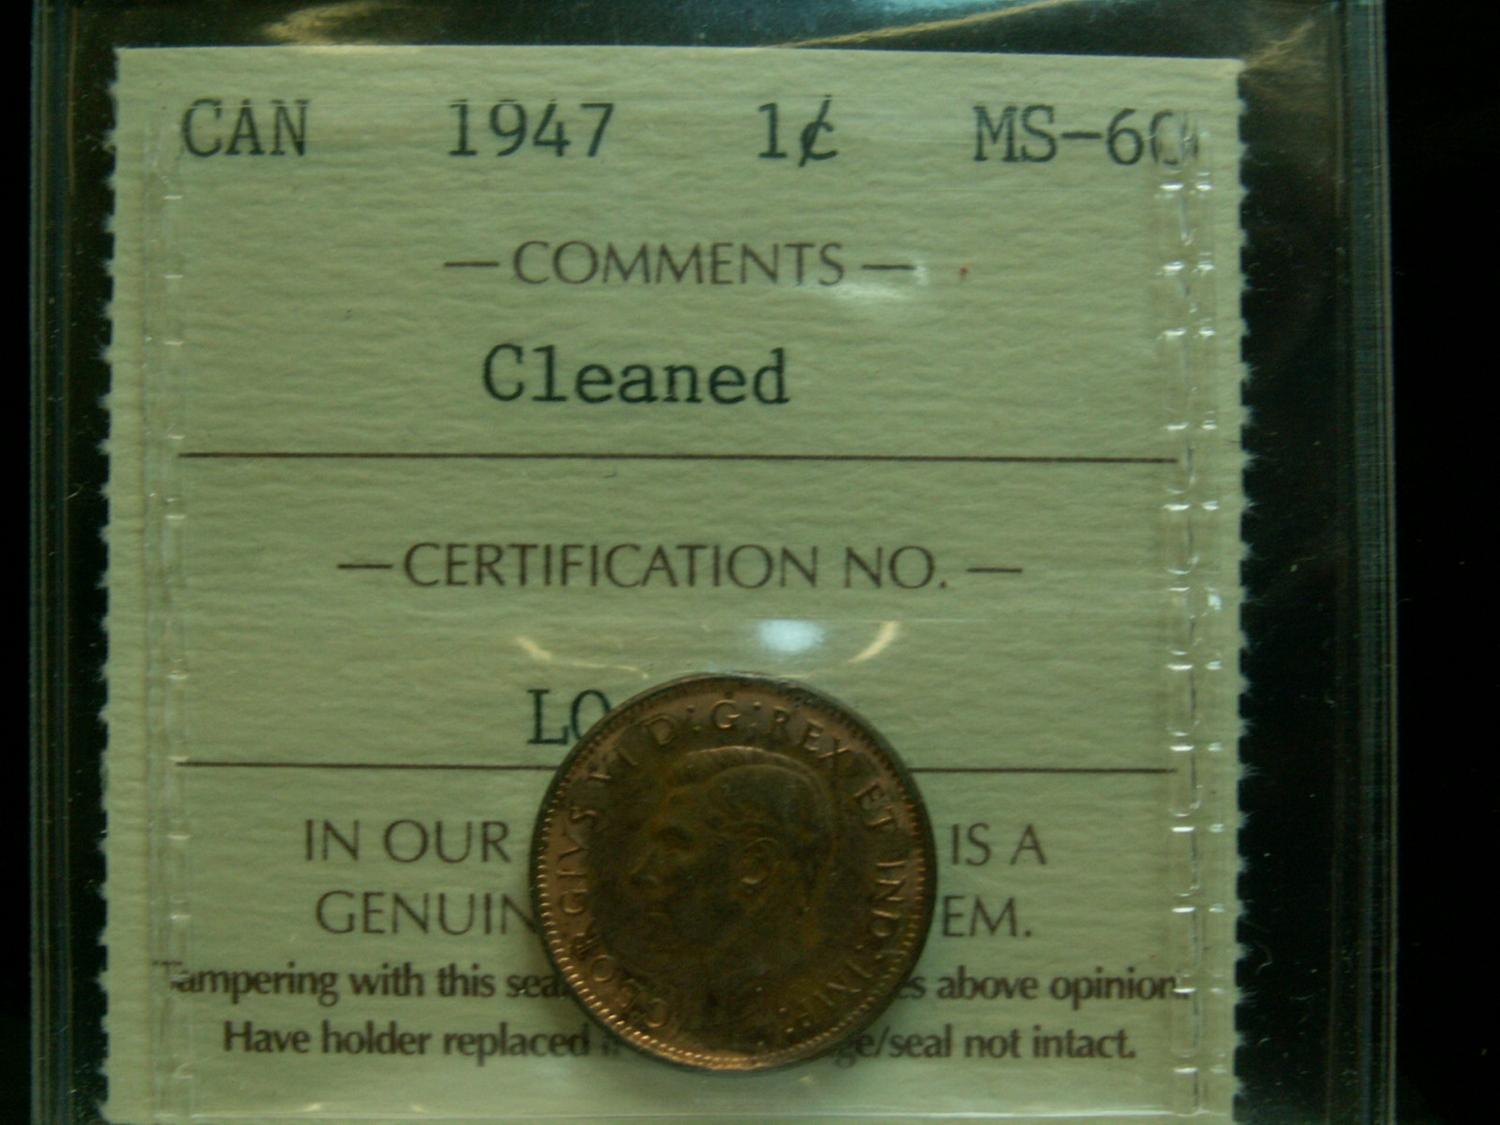 CAN 1947 1¢ MS-60
— COMMENTS —
Cleaned
— CERTIFICATION NO. —
LO
IN OUR IS A
GENUIN EM.
Tampering with this sea es above opinion.
Have holder replaced ge/seal not intact.
GEORGIVS VI D:G:REX ET IND:IMP: